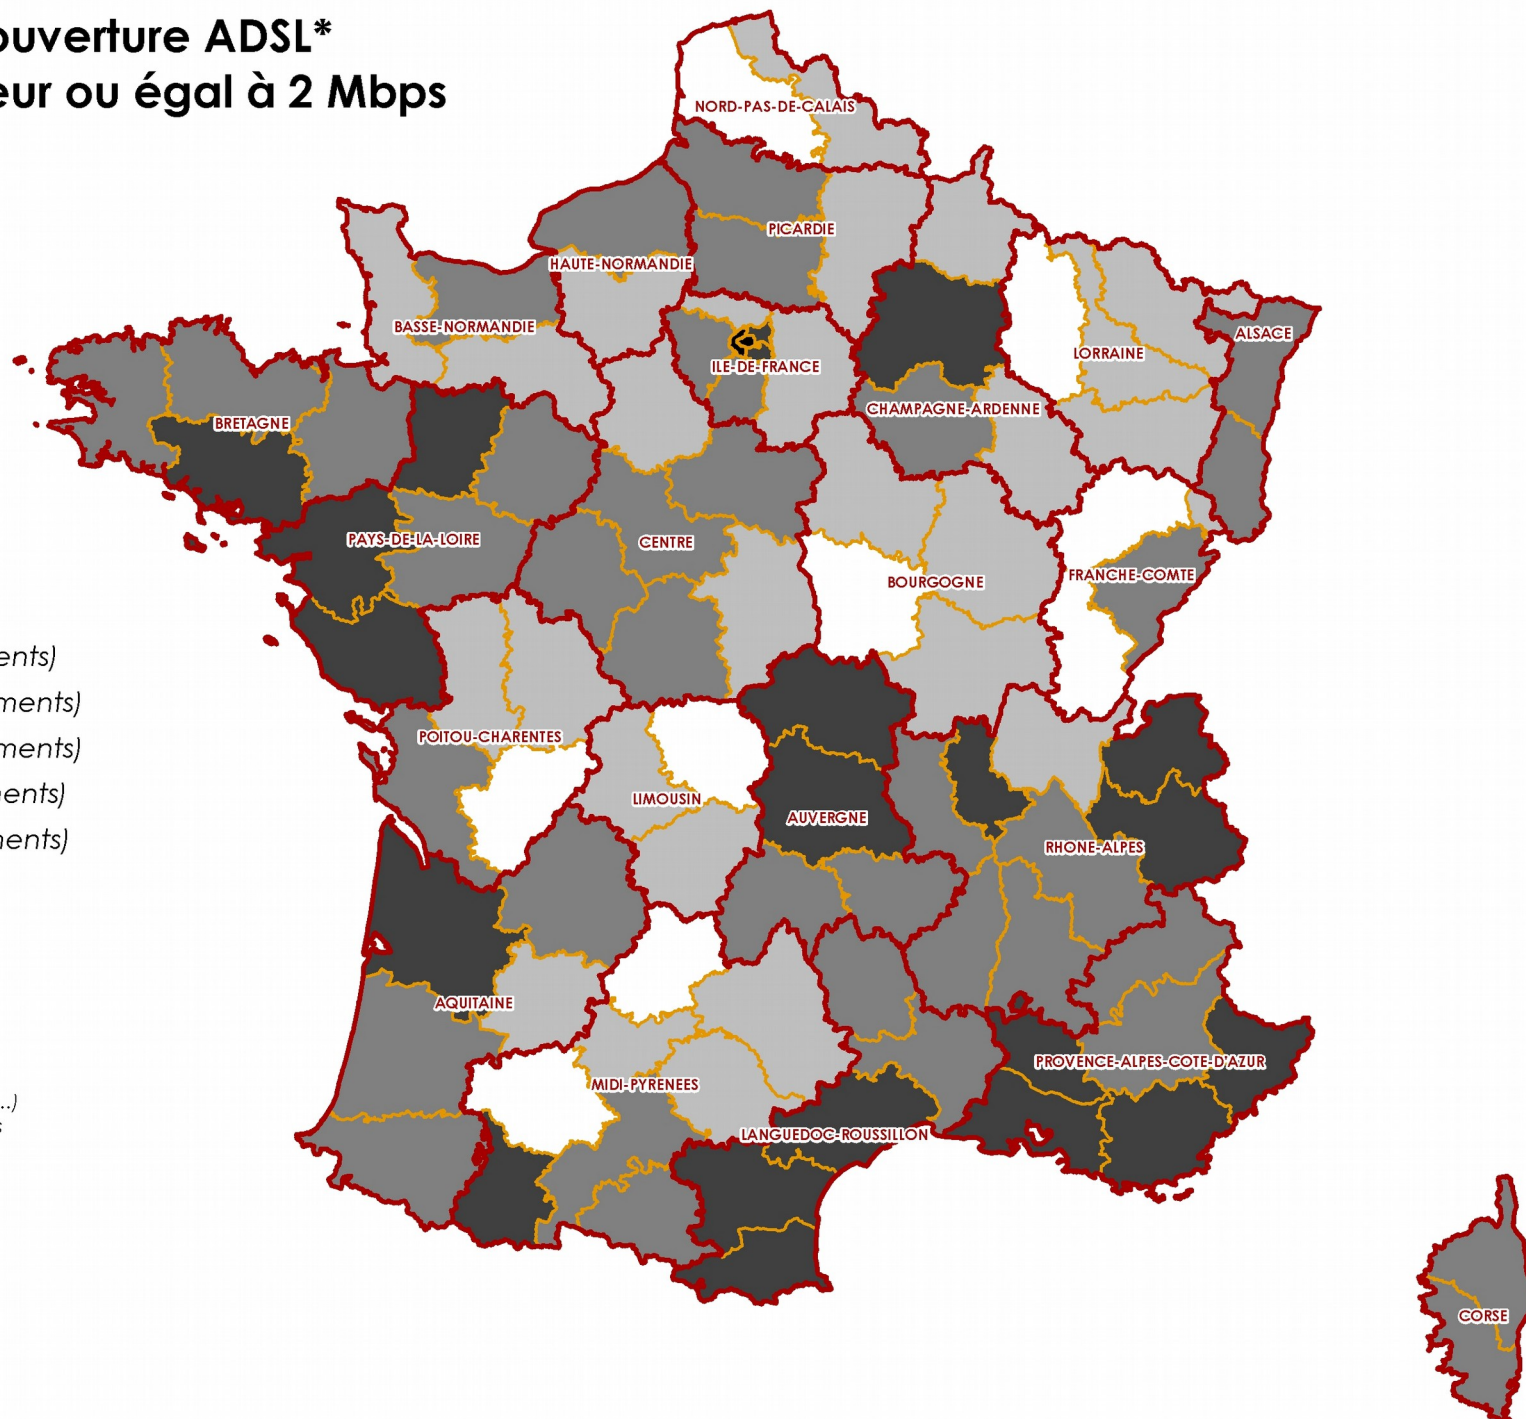 ouverture ADSL*
eur ou égal à 2 Mbps
NORD-PAS-DE-CALAIS
PICARDIE
HAUTE-NORMANDIE
BASSE-NORMANDIE
ALSACE
LORRAINE
ILE-DE-FRANCE
CHAMPAGNE-ARDENNE
BRETAGNE
PAYS-DE-LA-LOIRE
CENTRE
FRANCHE-COMTE
BOURGOGNE
ents)
ments)
POITOU-CHARENTES
ments)
nents)
LIMOUSIN
AUVERGNE
nents)
RHONE-ALPES
AQUITAINE
PROVENCE-ALPES-COTE-D'AZUR
MIDI-PYRENEES
...)
s
LANGUEDOC-ROUSSILLON
CORSE